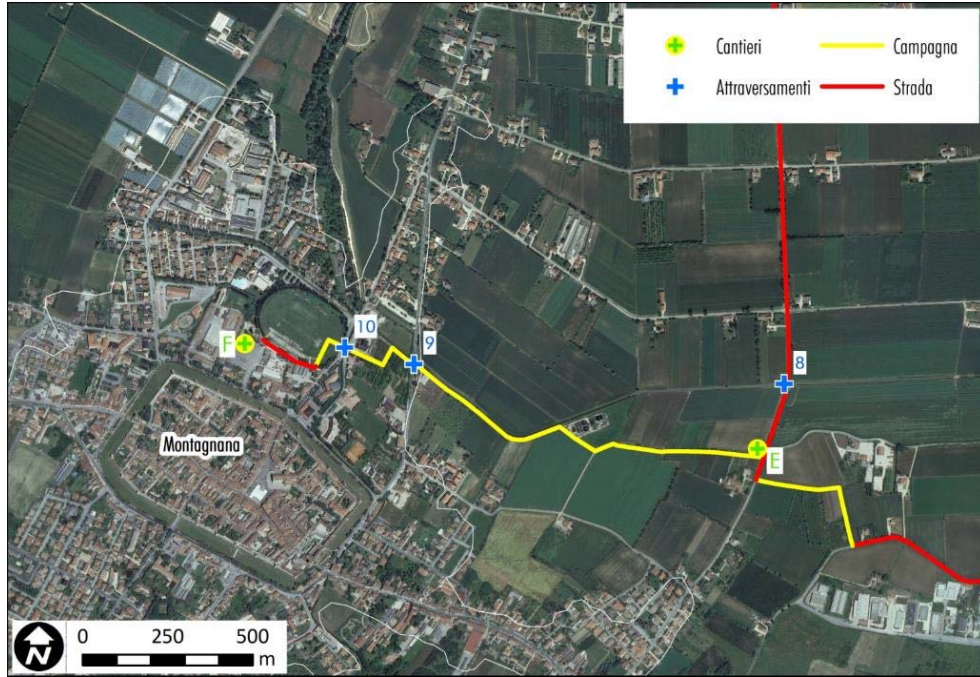 Cantieri
Campagna
Attraversamenti
Strada
10
9
F
8
E
Montagnana
N
0 250 500
m